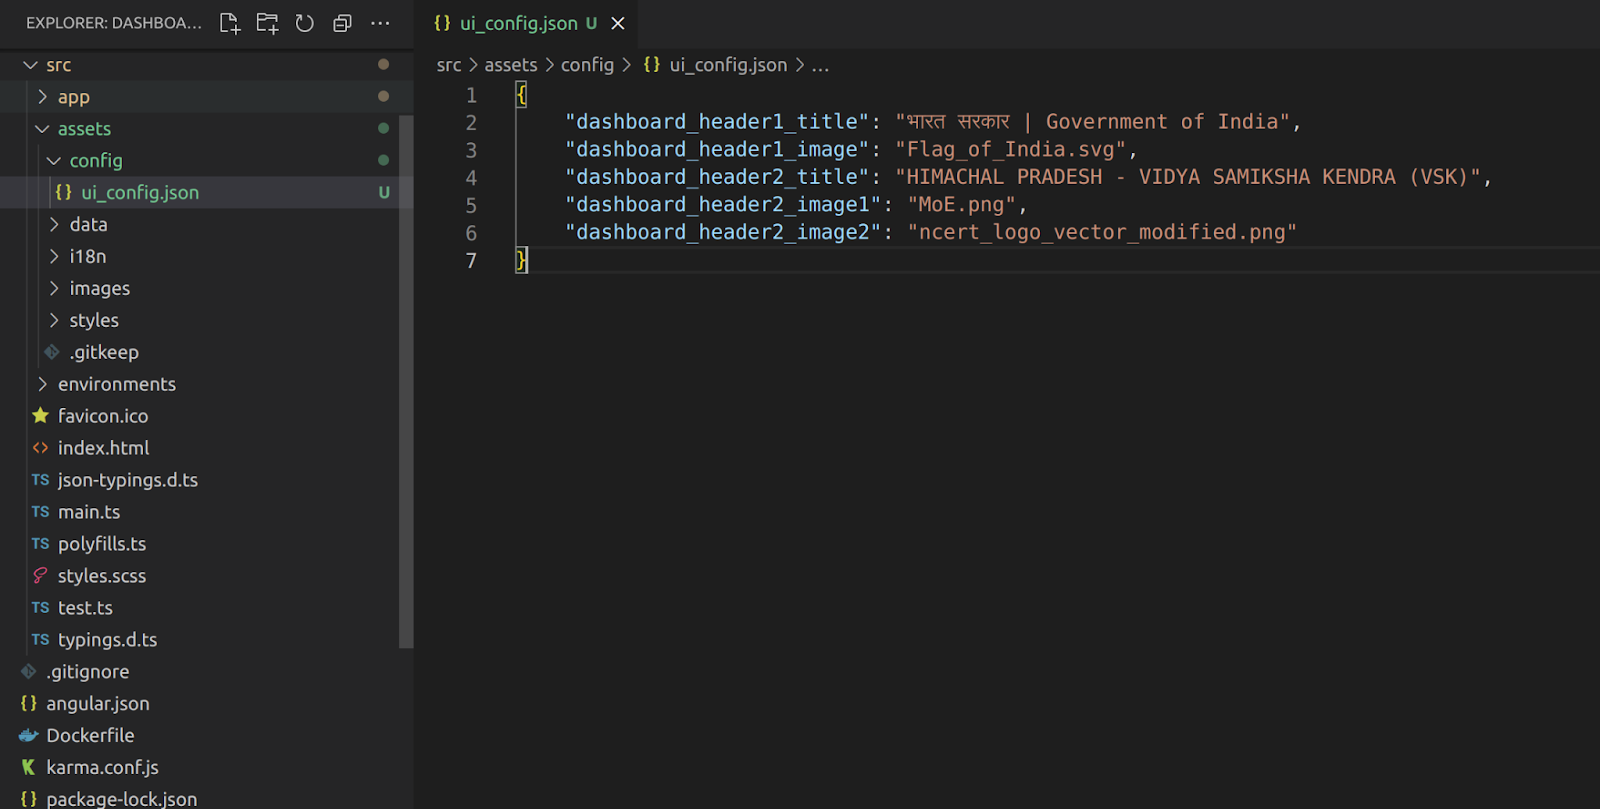 EXPLORER: DASHBOA...
src
app
assets
config
{} ui_config.json U
data
i18n
images
styles
.gitkeep
environments
favicon.ico
<> index.html
TS json-typings.d.ts
TS main.ts
TS polyfills.ts
styles.scss
TS test.ts
TS typings.d.ts
.gitignore
{} angular.json
Dockerfile
karma.conf.js
{} package-lock.json
{} ui_config.json U
src > assets > config > {} ui_config.json > ...
1 {
2 "dashboard_header1_title": "भारत सरकार | Government of India",
3 "dashboard_header1_image": "Flag_of_India.svg",
4 "dashboard_header2_title": "HIMACHAL PRADESH - VIDYA SAMIKSHA KENDRA (VSK)",
5 "dashboard_header2_image1": "MoE.png",
6 "dashboard_header2_image2": "ncert_logo_vector_modified.png"
7 }